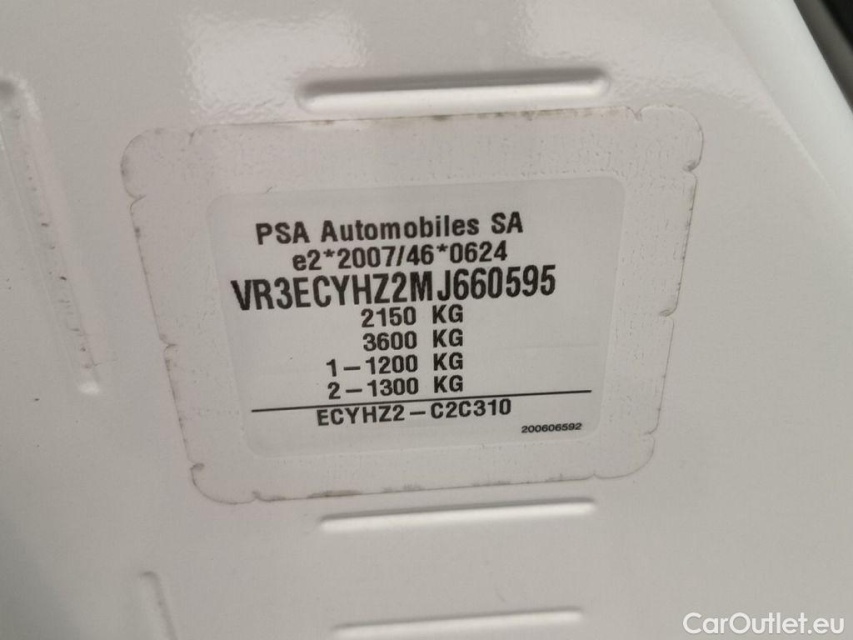 PSA Automobiles SA
e2*2007/46*0624
VR3ECYHZ2MJ660595
2150 KG
3600 KG
1-1200 KG
2-1300 KG
ECYHZ2-C2C310
200606592
CarOutlet.eu